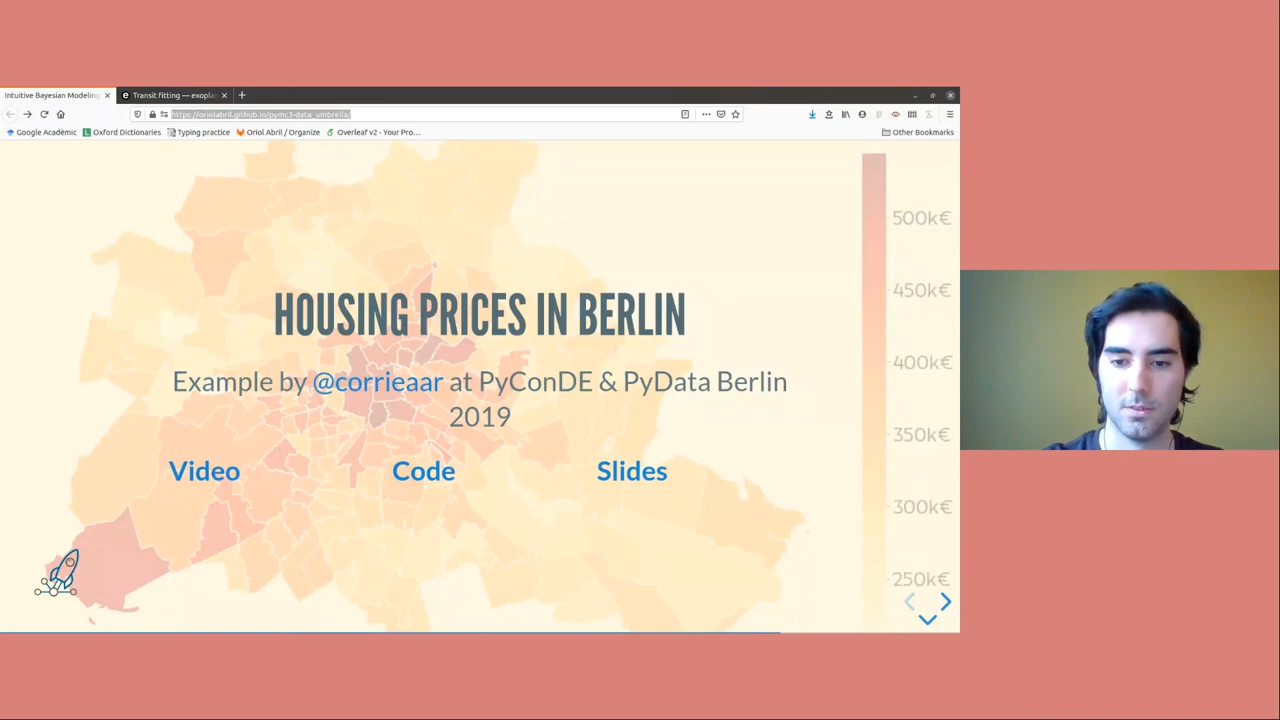 Intuitive Bayesian Modeling
Transit fitting — exoplan
https://oriolabril.github.io/pymc3-data_umbrella/
Google Acadèmic
Oxford Dictionaries
Typing practice
Oriol Abril / Organize
Overleaf v2 - Your Pro…
Other Bookmarks
HOUSING PRICES IN BERLIN
Example by @corrieaar at PyConDE & PyData Berlin
2019
Video
Code
Slides
500k€
450k€
400k€
350k€
300k€
250k€